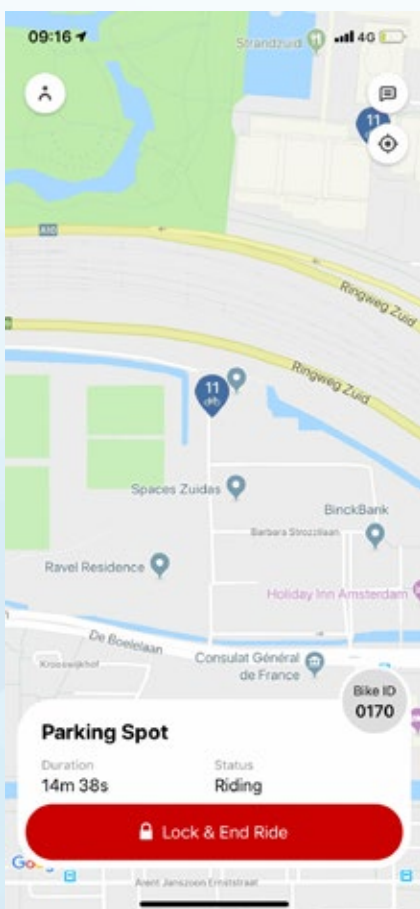 09:16
Strandzuid
4G
11
A10
Ringweg Zuid
Ringweg Zuid
11
Spaces Zuidas
BinckBank
Barbara Strozzilaan
Ravel Residence
Holiday Inn Amsterdam
De Boelelaan
Consulat Général
de France
Bike ID
0170
Parking Spot
Duration
Status
14m 38s
Riding
Lock & End Ride
Goog
Arent Janszoon Ernststraat